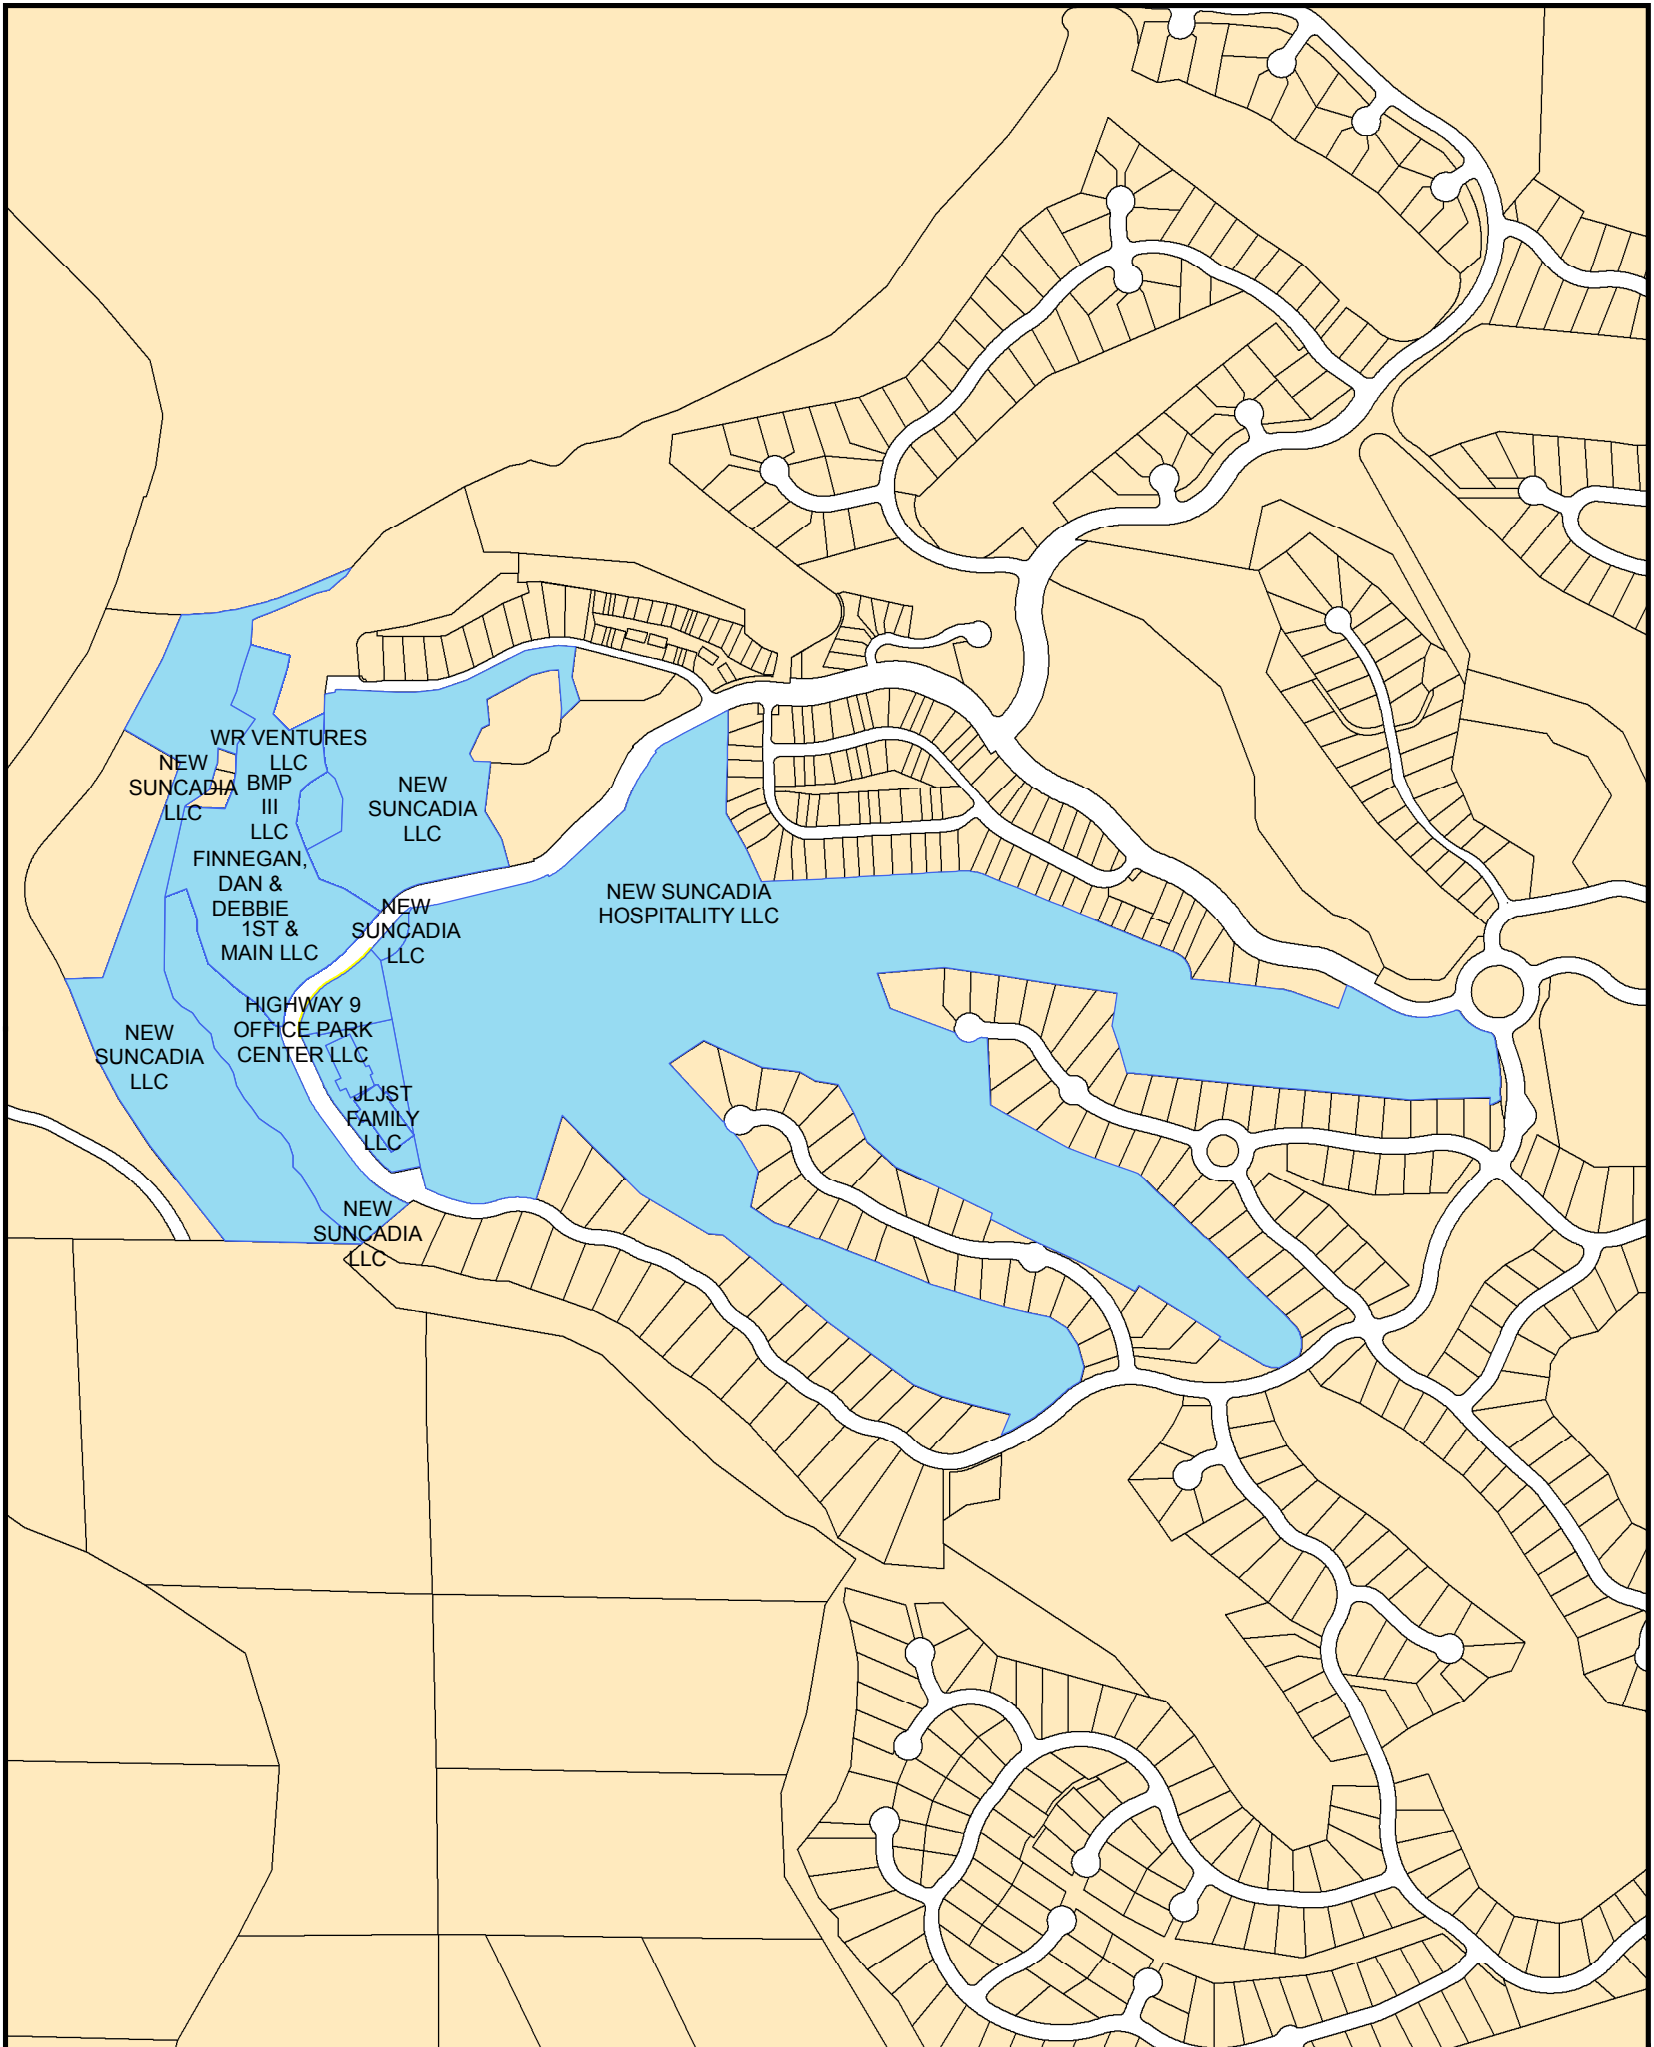 WR VENTURES
LLC
NEW
SUNCADIA
LLC
BMP
III
LLC
NEW
SUNCADIA
LLC
FINNEGAN,
DAN &
DEBBIE
1ST &
MAIN LLC
NEW
SUNCADIA
LLC
NEW SUNCADIA
HOSPITALITY LLC
HIGHWAY 9
OFFICE PARK
CENTER LLC
NEW
SUNCADIA
LLC
JLJST
FAMILY
LLC
NEW
SUNCADIA
LLC